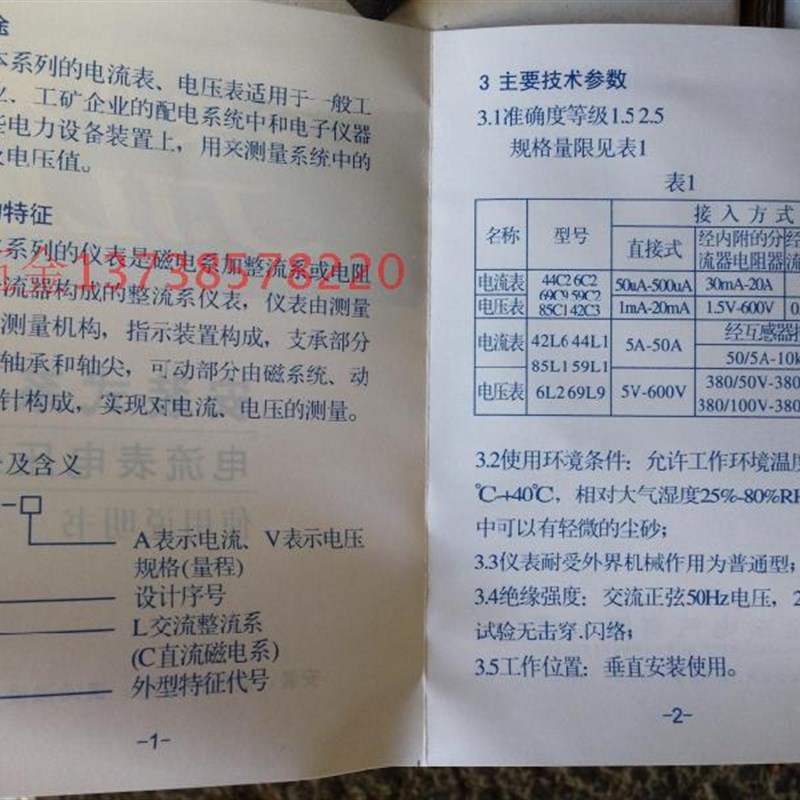 本系列的电流表、电压表适用于一般工
业、工矿企业的配电系统中和电子仪器
电力设备装置上，用来测量系统中的
电压值。
特征
系列的仪表是磁电系加整流系或电阻
金13738578220
流器构成的整流系仪表，仪表由测量
测量机构，指示装置构成，支承部分
轴承和轴尖，可动部分由磁系统、动
针构成，实现对电流、电压的测量。
及含义
A表示电流、V表示电压
规格(量程)
设计序号
L交流整流系
(C直流磁电系)
外型特征代号
-1-
3 主要技术参数
3.1准确度等级1.5 2.5
规格量限见表1
表1
名称 型号 接入方式
直接式 经内附的分
流器电阻器
电流表 44C2 6C2 50uA-500uA 30mA-20A
69C9 59C2
电压表 85C1 42C3 1mA-20mA 1.5V-600V
电流表 42L6 44L1 5A-50A 经互感器
85L1 59L1 50/5A-10k
电压表 6L2 69L9 5V-600V 380/50V-380
380/100V-380
3.2使用环境条件：允许工作环境温度
℃-+40℃，相对大气湿度25%-80%RH
中可以有轻微的尘砂；
3.3仪表耐受外界机械作用为普通型；
3.4绝缘强度：交流正弦50Hz电压，2
试验无击穿.闪络；
3.5工作位置：垂直安装使用。
-2-